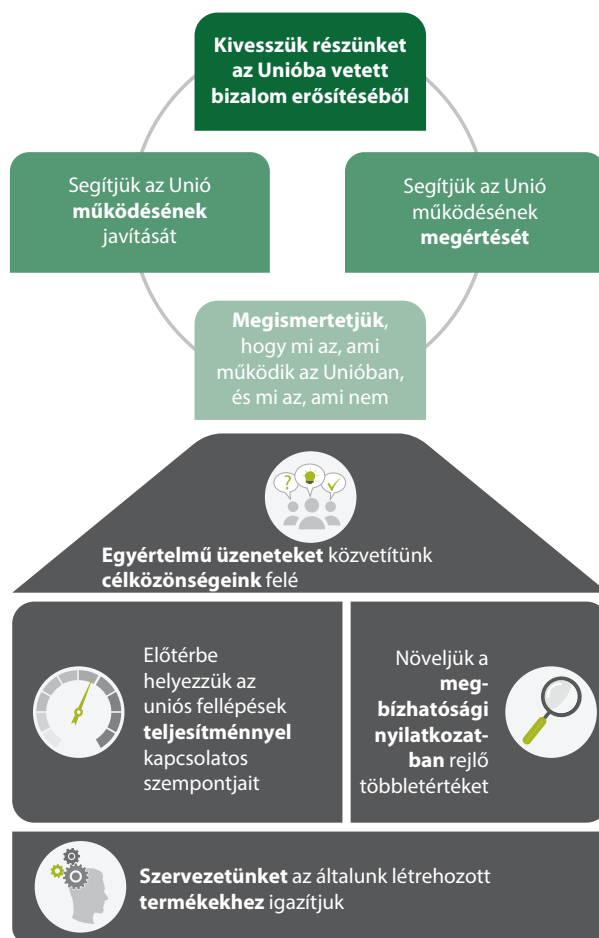 Kivesszük részünket
az Unióba vetett
bizalom erősítéséből
Segítjük az Unió
működésének
javítását
Segítjük az Unió
működésének
megértését
Megismertetjük,
hogy mi az, ami
működik az Unióban,
és mi az, ami nem
?
Egyértelmű üzeneteket közvetítünk
célközönségeink felé
Előtérbe
helyezzük az
uniós fellépések
teljesítménnyel
kapcsolatos
szempontjait
Növeljük a
meg-
bízhatósági
nyilatkozat-
ban rejlő
többletértéket
Szervezetünket az általunk létrehozott
termékekhez igazítjuk